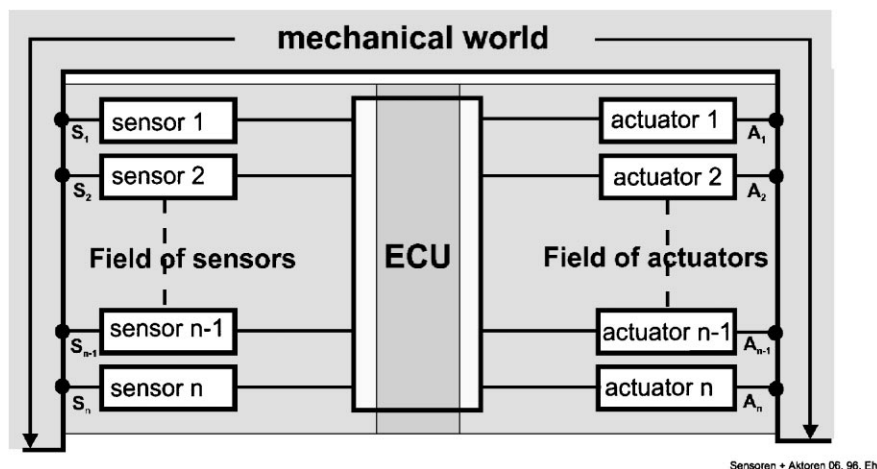 mechanical world
sensor 1
actuator 1
S1
A1
sensor 2
actuator 2
S2
A2
Field of sensors
ECU
Field of actuators
sensor n-1
actuator n-1
Sn-1
An-1
sensor n
actuator n
Sn
An
Sensoren + Aktoren 06, 96, Eh